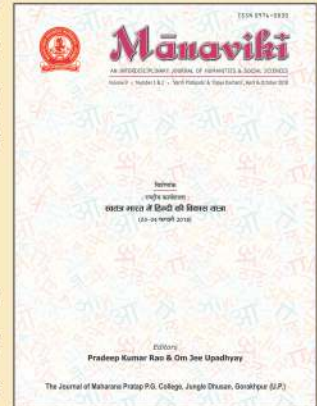 ISSN 0974-0830
Mānaviki
AN INTERDISCIPLINARY JOURNAL OF HUMANITIES & SOCIAL SCIENCES
विशेषांक
स्वतंत्र भारत में हिन्दी की विकास यात्रा
Editors
Pradeep Kumar Rao & Om Jee Upadhyay
The Journal of Maharana Pratap P.G. College, Jungle Dhusan, Gorakhpur (U.P.)